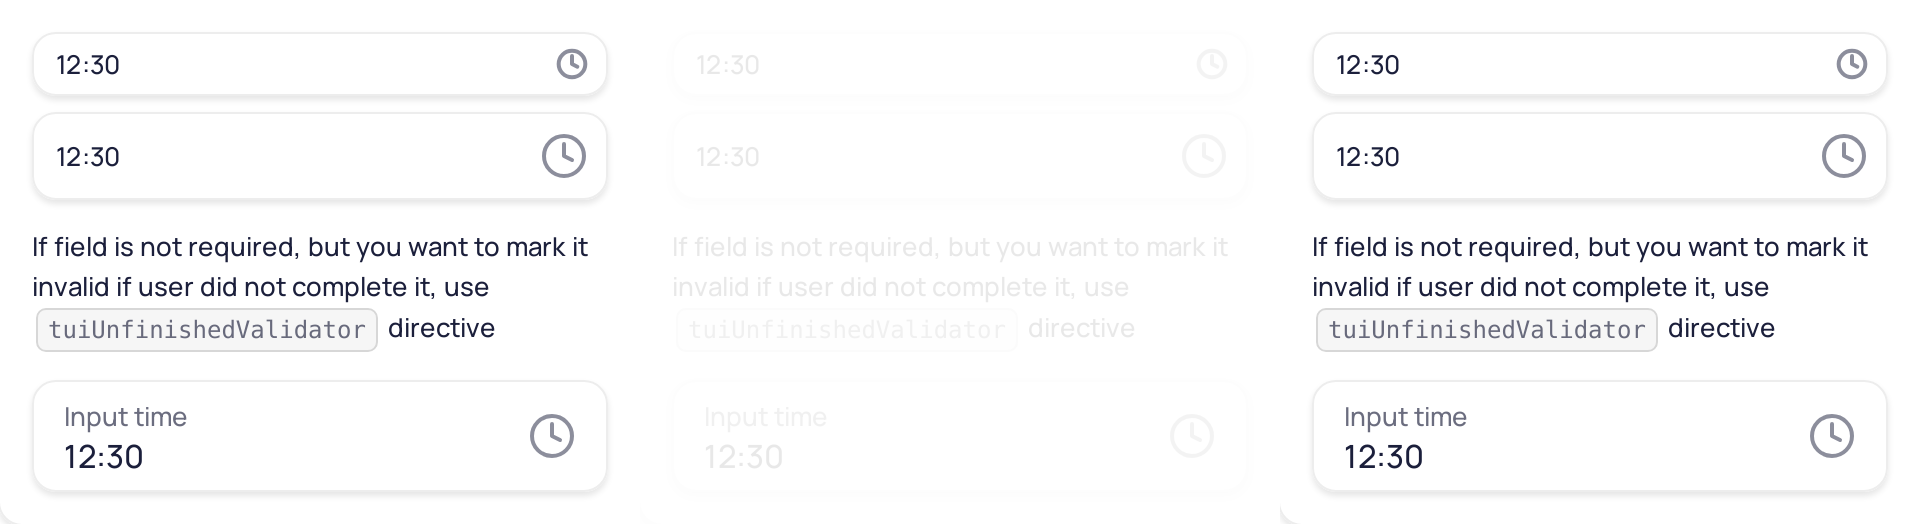 12:30
12:30
If field is not required, but you want to mark it
invalid if user did not complete it, use
tuiUnfinishedValidator directive
Input time
12:30
12:30
12:30
If field is not required, but you want to mark it
invalid if user did not complete it, use
tuiUnfinishedValidator directive
Input time
12:30
12:30
12:30
If field is not required, but you want to mark it
invalid if user did not complete it, use
tuiUnfinishedValidator directive
Input time
12:30